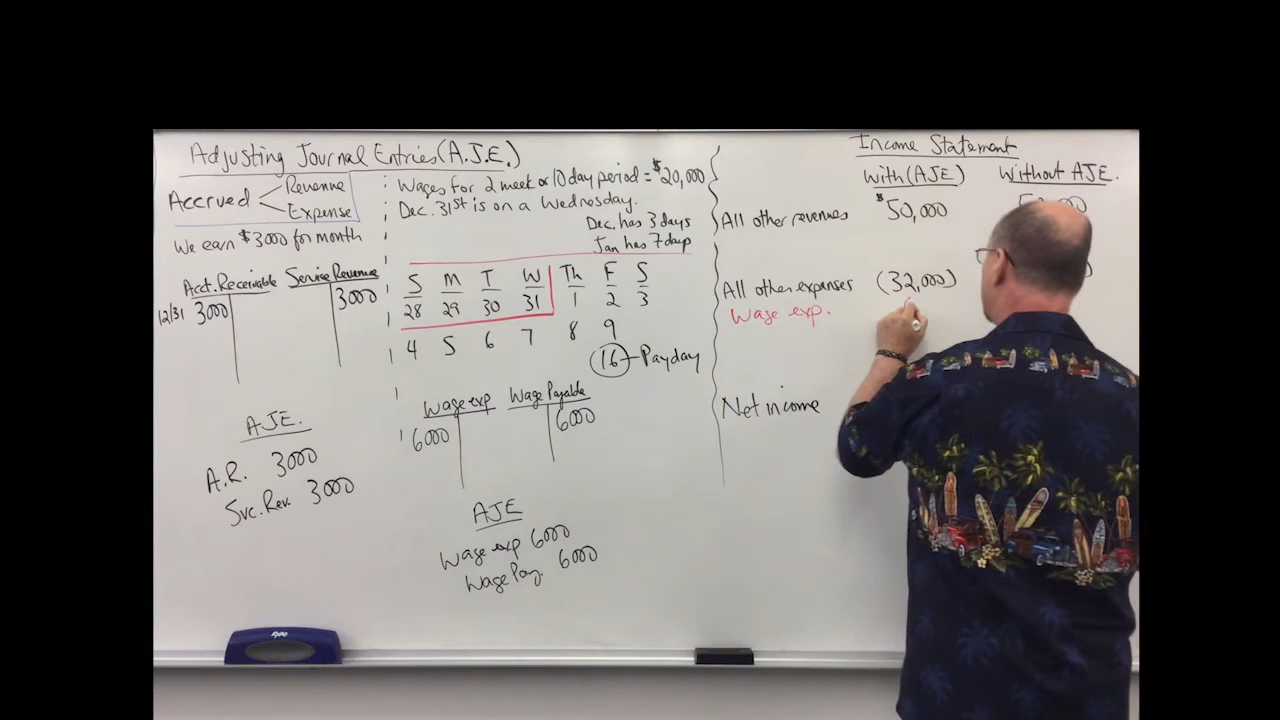 Adjusting Journal Entries (A.J.E.)
Accrued
Revenue
Expense
We earn $3000 for month
Acct. Receivable Service Revenue
12/31 3000 3000
AJE.
A.R. 3000
Svc. Rev. 3000
Wages for 2 week or 10 day period = $20,000
Dec. 31st is on a Wednesday.
Dec. has 3 days
Jan has 7 days
S M T W Th F S
28 29 30 31 1 2 3
4 5 6 7 8 9
16 - Payday
Wage exp Wage Payable
6000 6000
AJE
Wage exp 6000
Wage Pay. 6000
Income Statement
With (AJE) Without AJE.
All other revenues $50,000
All other expenses (32,000)
Wage exp.
Net income
EXPO